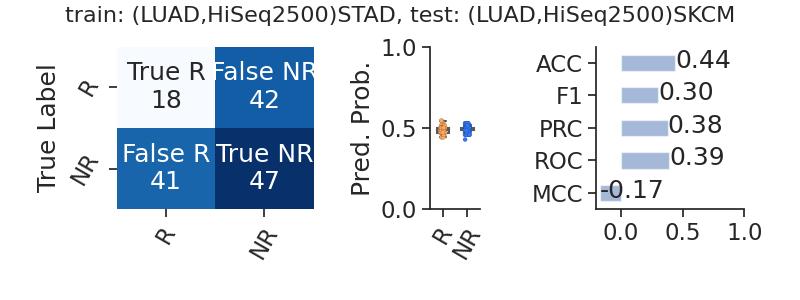 train: (LUAD,HiSeq2500)STAD, test: (LUAD,HiSeq2500)SKCM
True Label
R
NR
True R
18
False NR
42
False R
41
True NR
47
R
NR
Pred. Prob.
1.0
0.5
0.0
R
NR
ACC
0.44
F1
0.30
PRC
0.38
ROC
0.39
MCC
-0.17
0.0
0.5
1.0